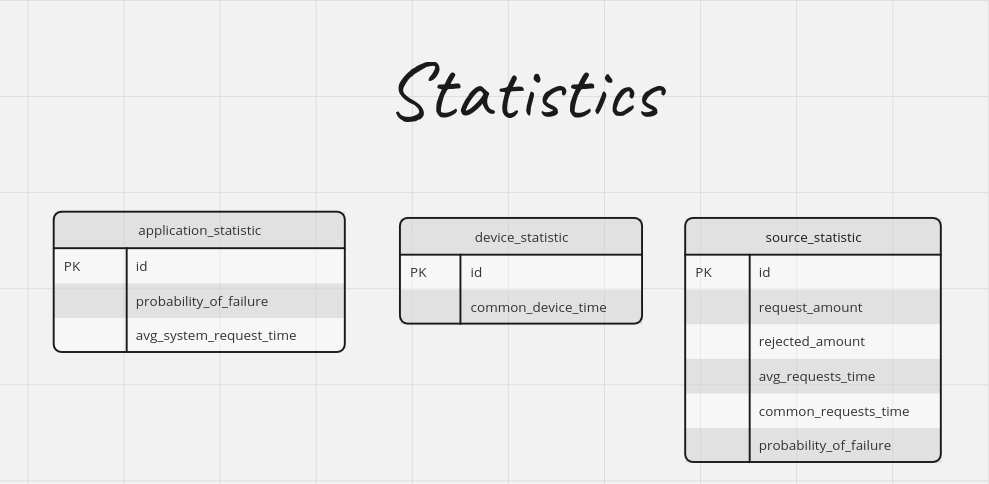 Statistics
application_statistic
PK id
probability_of_failure
avg_system_request_time
device_statistic
PK id
common_device_time
source_statistic
PK id
request_amount
rejected_amount
avg_requests_time
common_requests_time
probability_of_failure